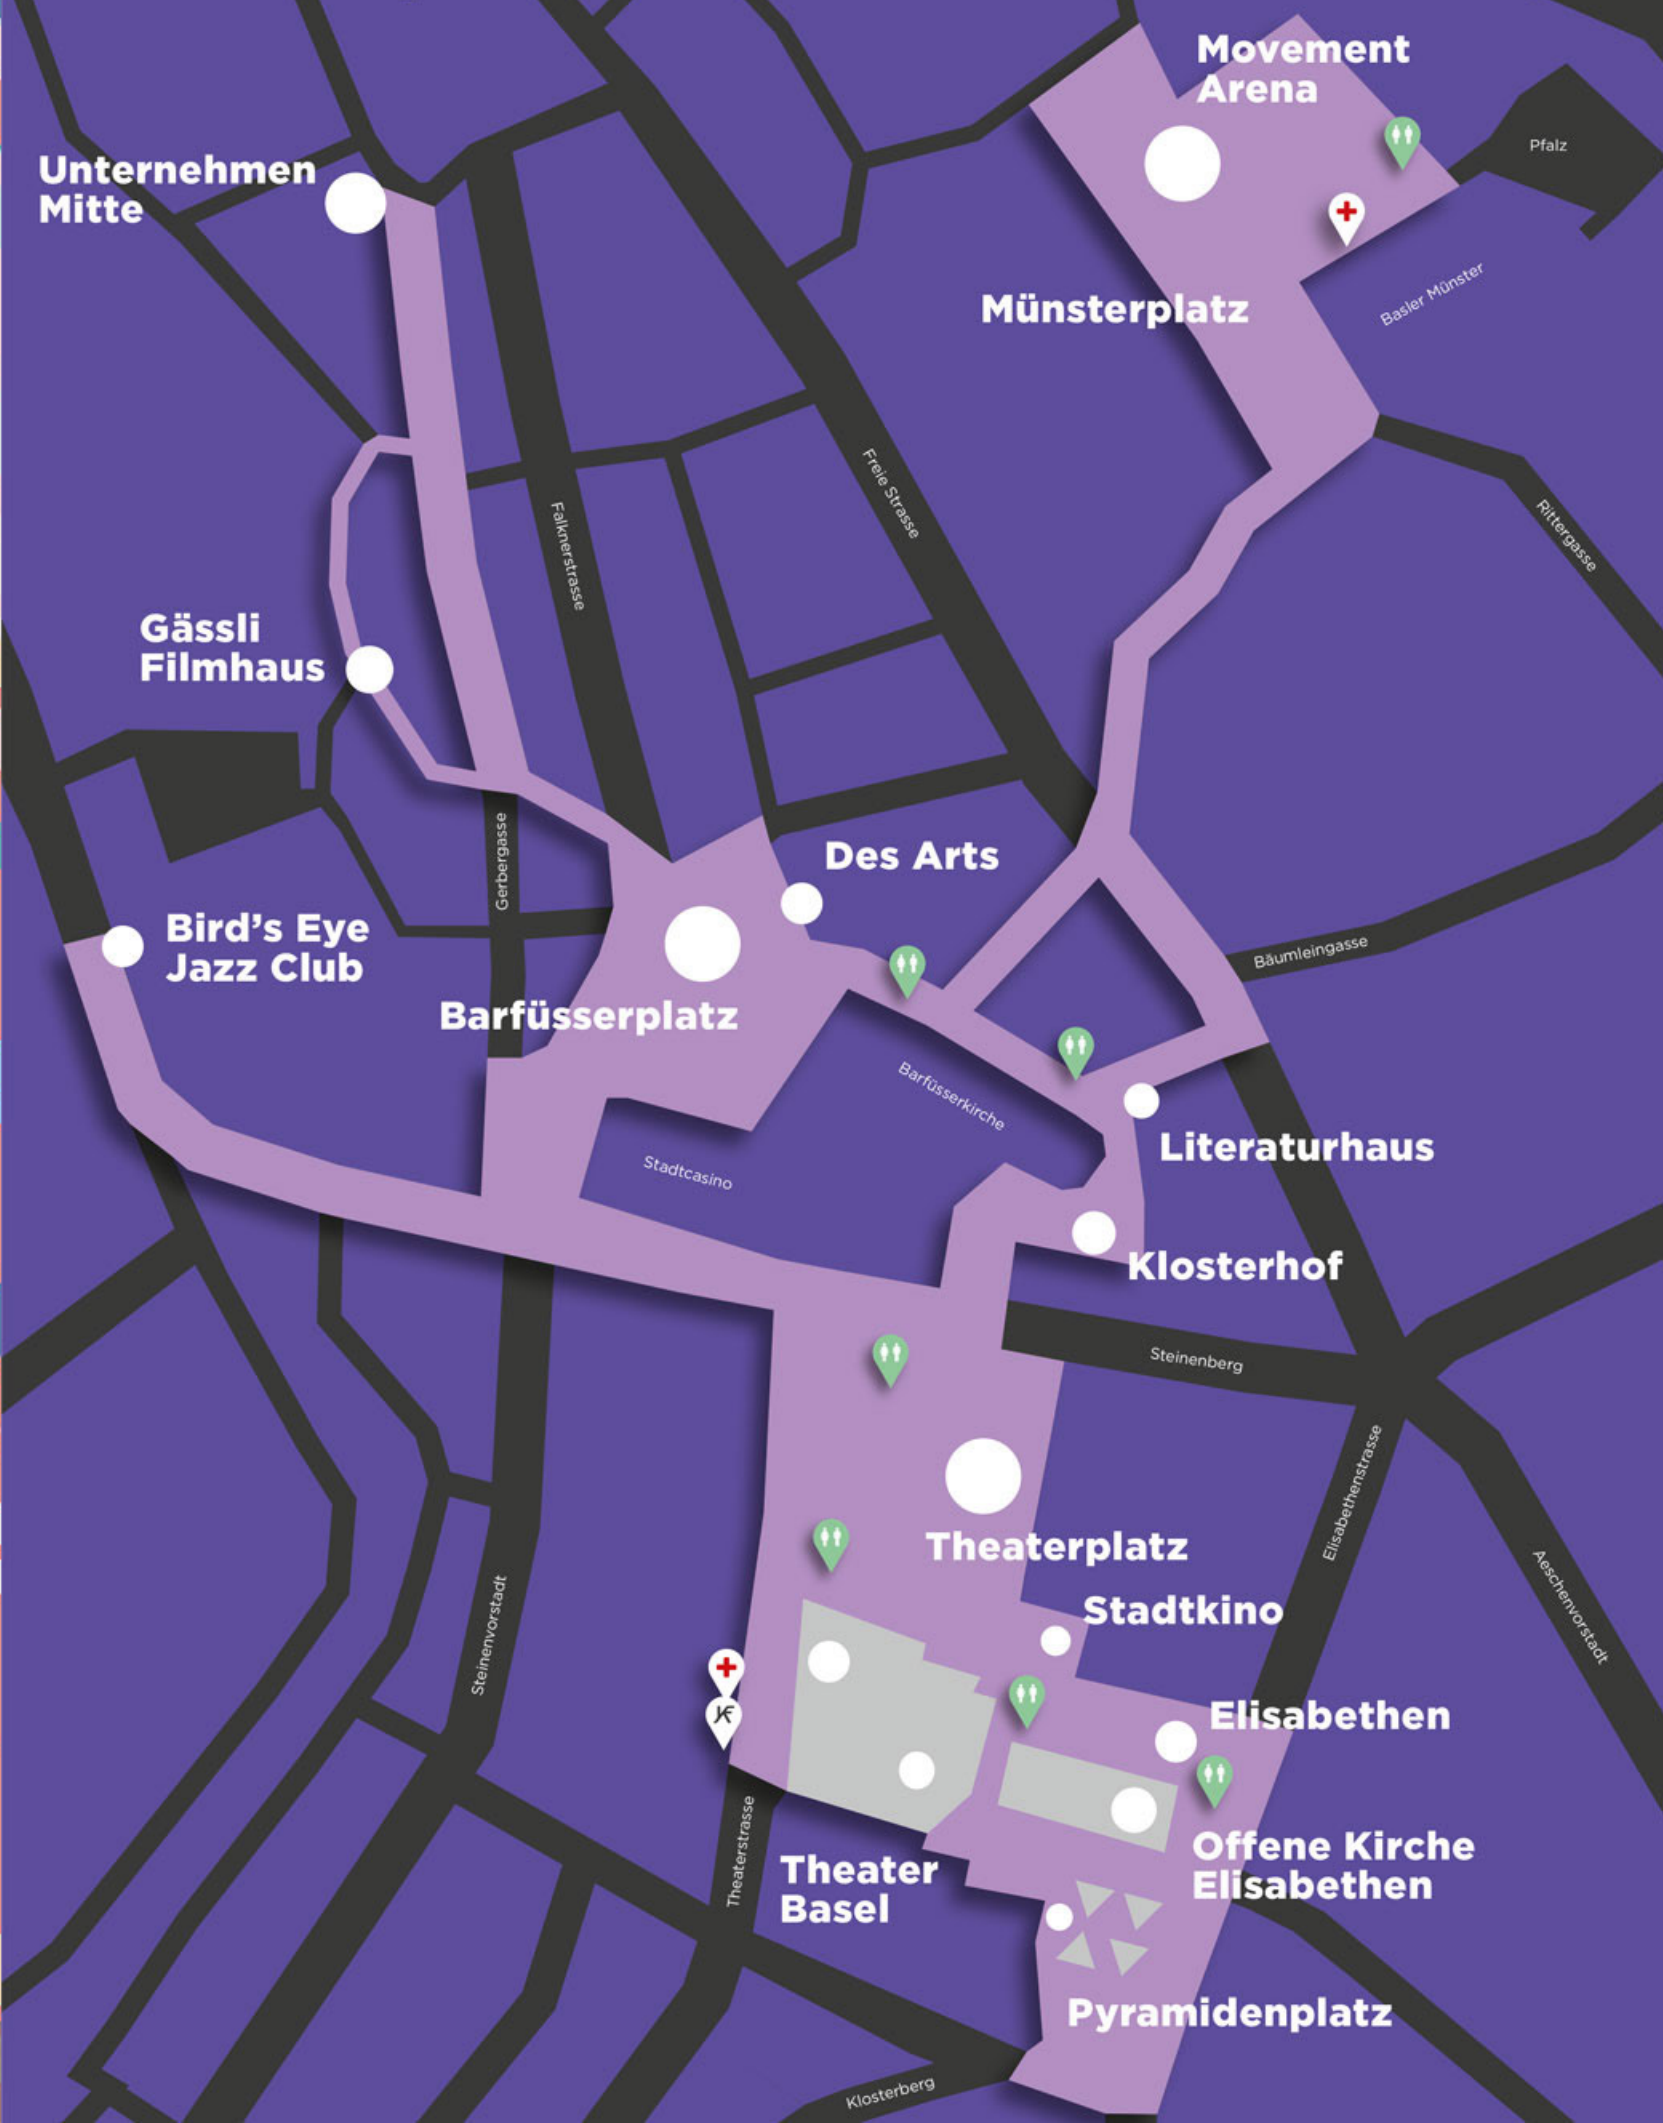 Movement
Arena
Pfalz
Unternehmen
Mitte
Basler Münster
Münsterplatz
Freie Strasse
Falknerstrasse
Rittergasse
Gässli
Filmhaus
Gerbergasse
Des Arts
Bird's Eye
Jazz Club
Bäumleingasse
Barfüsserplatz
Barfüsserkirche
Literaturhaus
Stadtcasino
Klosterhof
Steinenberg
Elisabethenstrasse
Theaterplatz
Aeschenvorstadt
Stadtkino
Steinenvorstadt
Elisabethen
Offene Kirche
Elisabethen
Theaterstrasse
Theater
Basel
Pyramidenplatz
Klosterberg